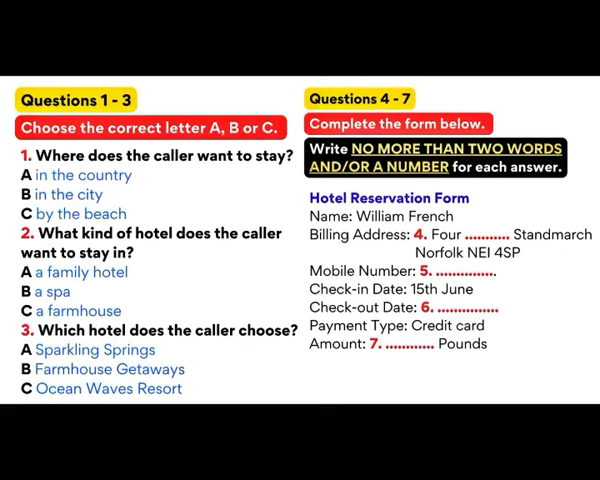 Questions 1 - 3
Choose the correct letter A, B or C.
1. Where does the caller want to stay?
A in the country
B in the city
C by the beach
2. What kind of hotel does the caller
want to stay in?
A a family hotel
B a spa
C a farmhouse
3. Which hotel does the caller choose?
A Sparkling Springs
B Farmhouse Getaways
C Ocean Waves Resort
Questions 4 - 7
Complete the form below.
Write NO MORE THAN TWO WORDS
AND/OR A NUMBER for each answer.
Hotel Reservation Form
Name: William French
Billing Address: 4. Four ........... Standmarch
Norfolk NEI 4SP
Mobile Number: 5. ...............
Check-in Date: 15th June
Check-out Date: 6. ...............
Payment Type: Credit card
Amount: 7. ............ Pounds